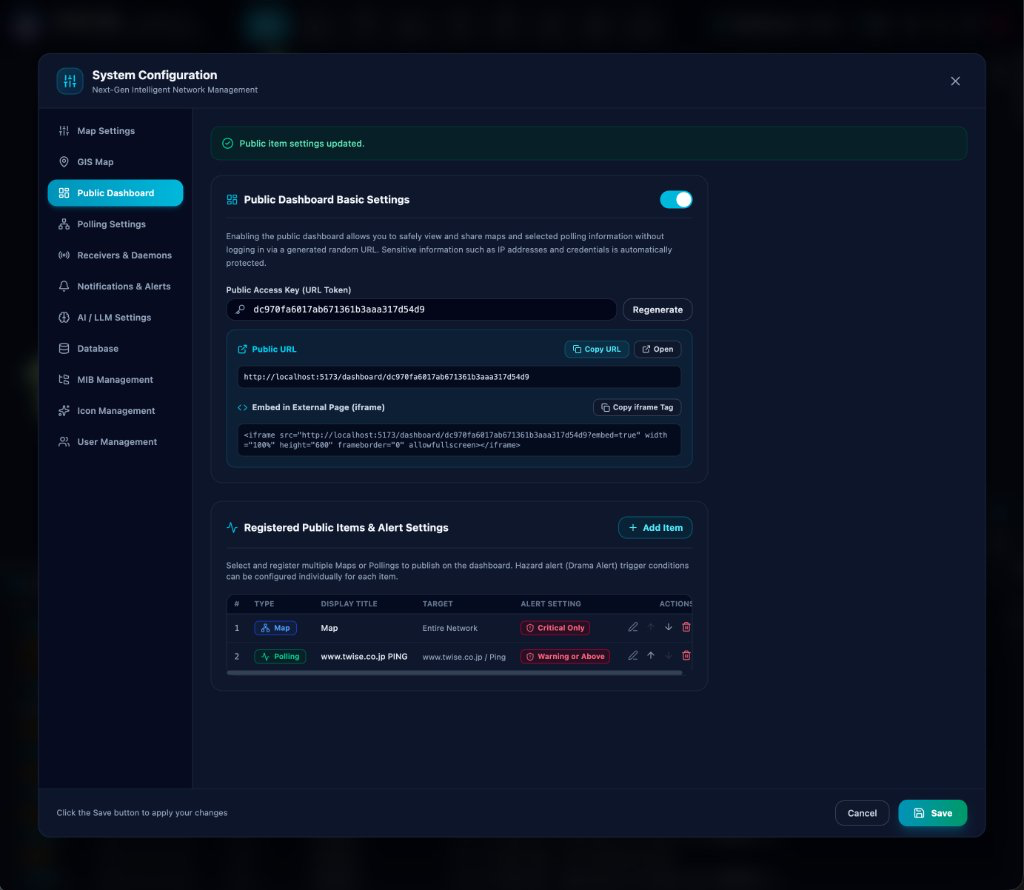 System Configuration
Next-Gen Intelligent Network Management
Map Settings
GIS Map
Public Dashboard
Polling Settings
Receivers & Daemons
Notifications & Alerts
AI / LLM Settings
Database
MIB Management
Icon Management
User Management
Public item settings updated.
Public Dashboard Basic Settings
Enabling the public dashboard allows you to safely view and share maps and selected polling information without
logging in via a generated random URL. Sensitive information such as IP addresses and credentials is automatically
protected.
Public Access Key (URL Token)
dc970fa6017ab671361b3aaa317d54d9
Regenerate
Public URL
Copy URL
Open
http://localhost:5173/dashboard/dc970fa6017ab671361b3aaa317d54d9
Embed in External Page (iframe)
Copy iframe Tag
<iframe src="http://localhost:5173/dashboard/dc970fa6017ab671361b3aaa317d54d9?embed=true" width
="100%" height="600" frameborder="0" allowfullscreen></iframe>
Registered Public Items & Alert Settings
Add Item
Select and register multiple Maps or Pollings to publish on the dashboard. Hazard alert (Drama Alert) trigger conditions
can be configured individually for each item.
# TYPE DISPLAY TITLE TARGET ALERT SETTING ACTIONS
1 Map Map Entire Network Critical Only
2 Polling www.twise.co.jp PING www.twise.co.jp / Ping Warning or Above
Click the Save button to apply your changes
Cancel
Save